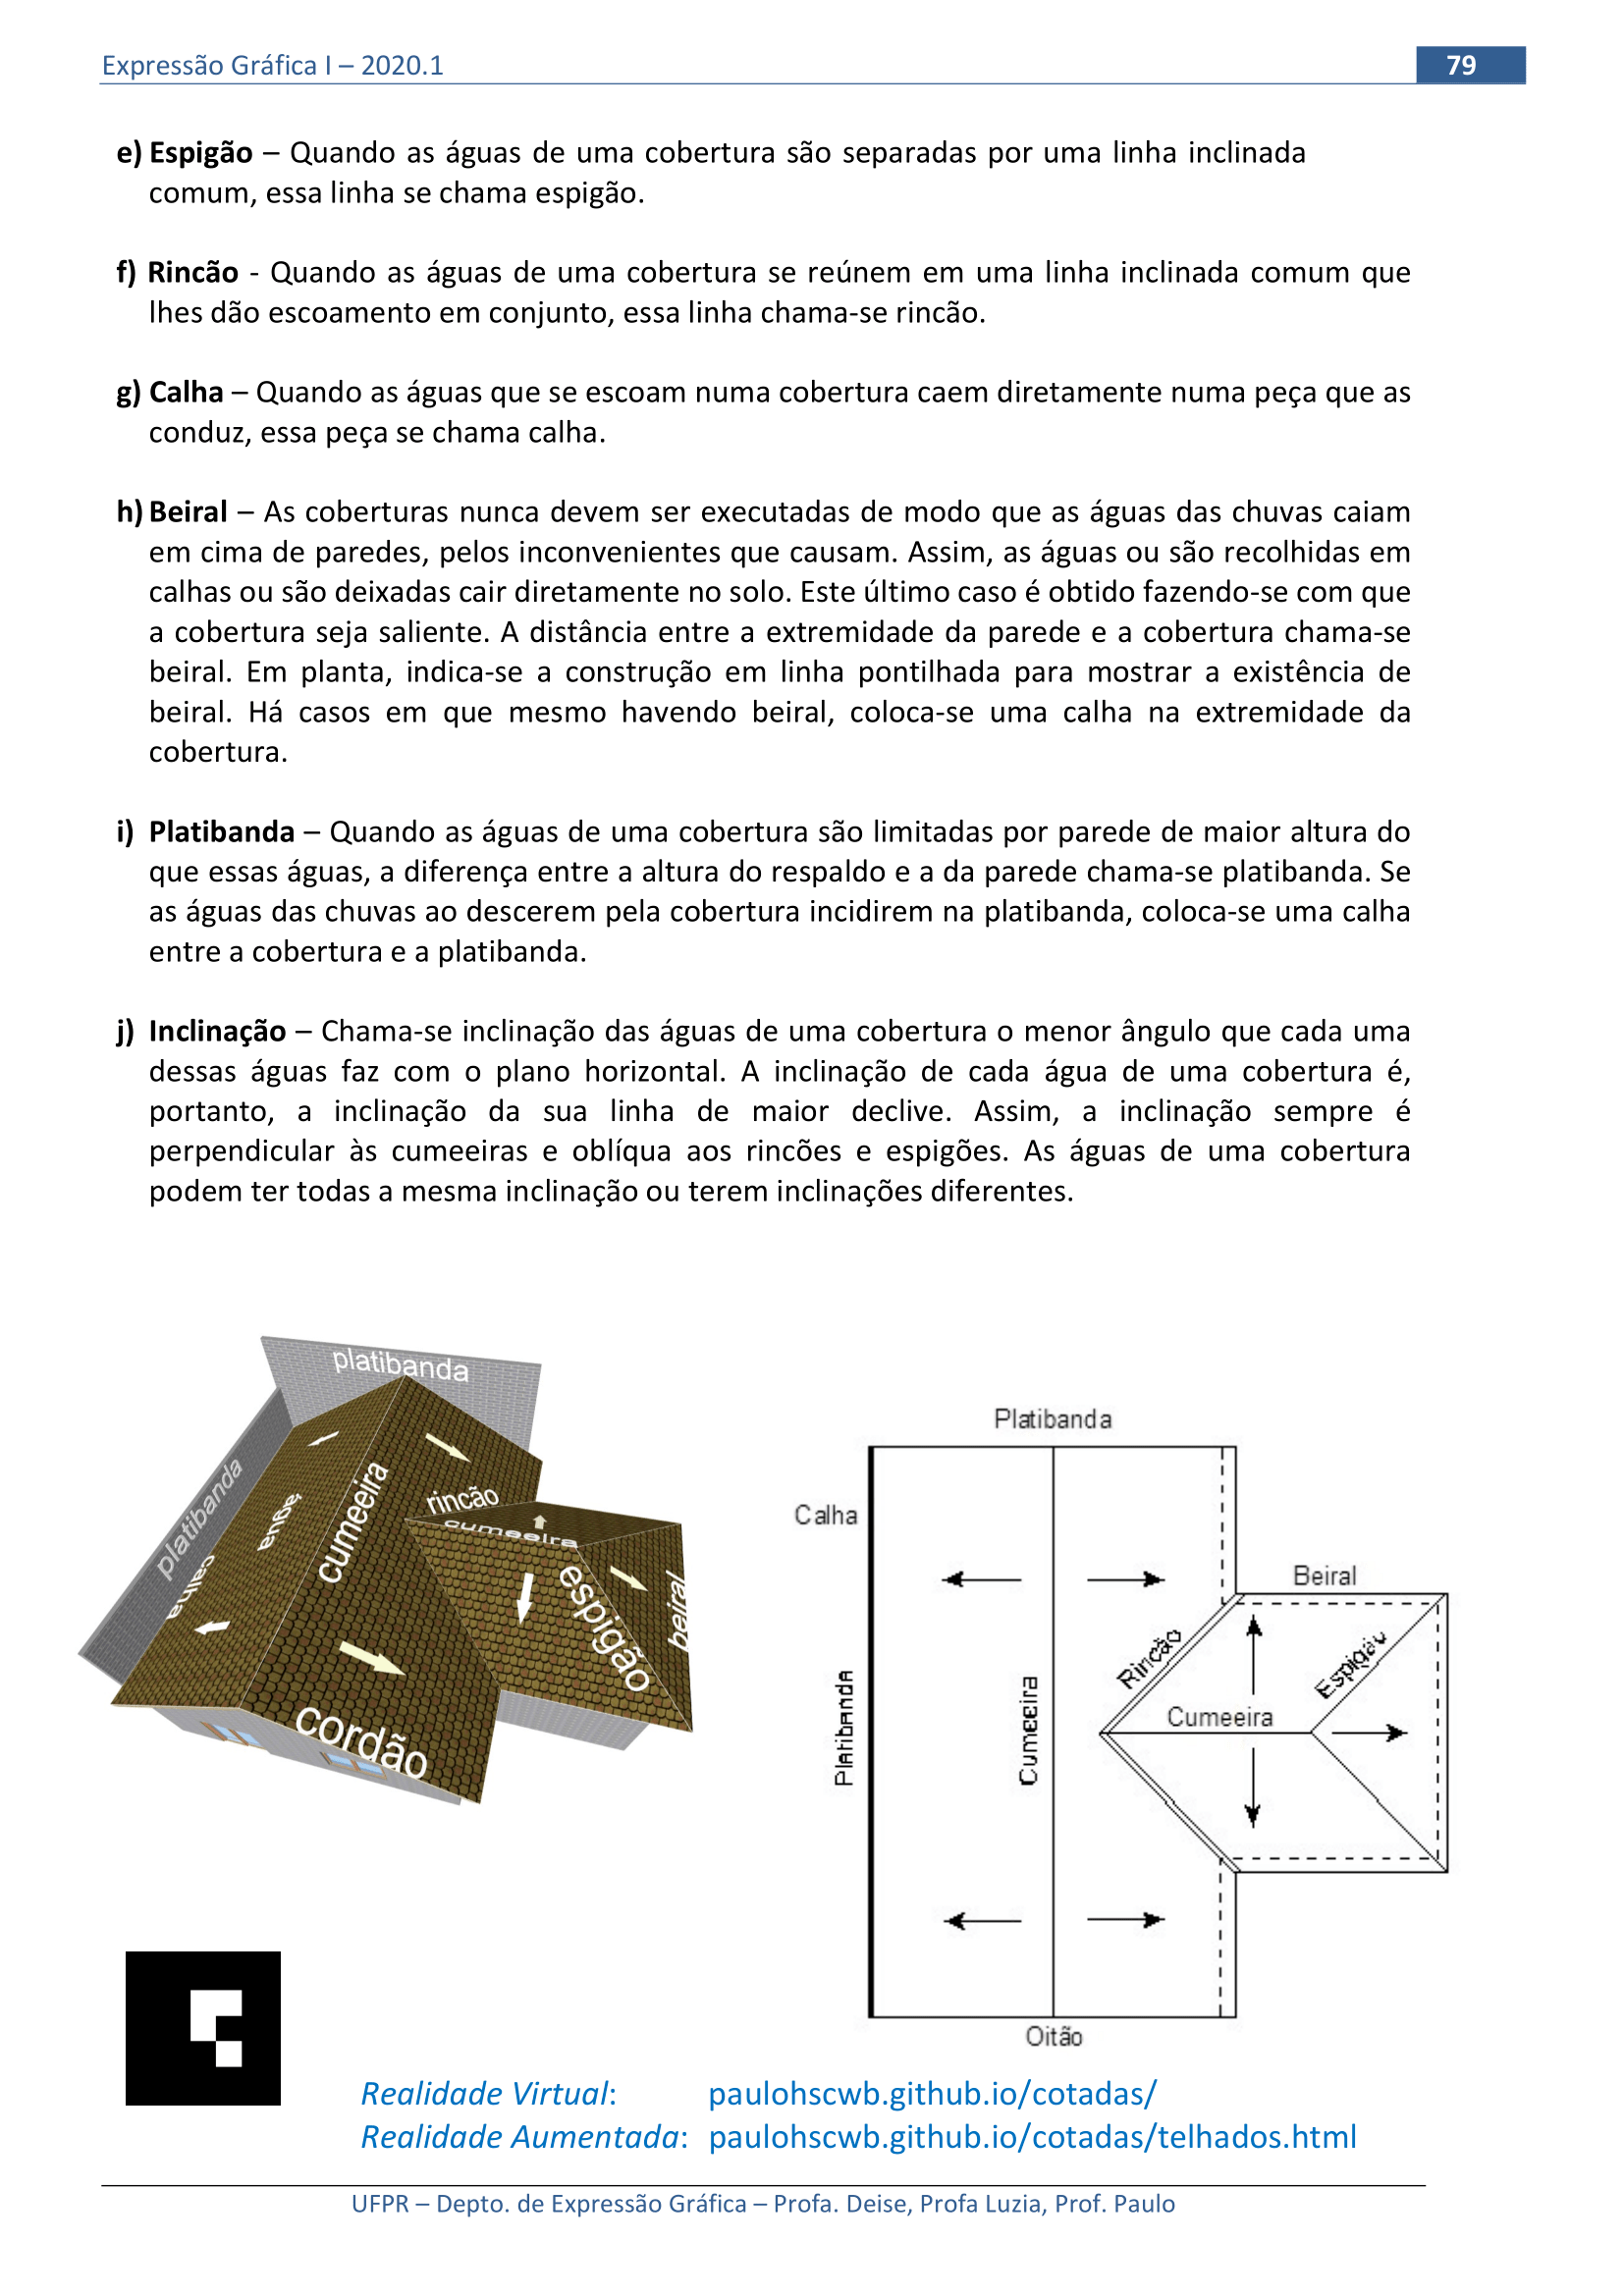 Expressão Gráfica I – 2020.1
79
e) Espigão – Quando as águas de uma cobertura são separadas por uma linha inclinada
comum, essa linha se chama espigão.
f) Rincão - Quando as águas de uma cobertura se reúnem em uma linha inclinada comum que
lhes dão escoamento em conjunto, essa linha chama-se rincão.
g) Calha – Quando as águas que se escoam numa cobertura caem diretamente numa peça que as
conduz, essa peça se chama calha.
h) Beiral – As coberturas nunca devem ser executadas de modo que as águas das chuvas caiam
em cima de paredes, pelos inconvenientes que causam. Assim, as águas ou são recolhidas em
calhas ou são deixadas cair diretamente no solo. Este último caso é obtido fazendo-se com que
a cobertura seja saliente. A distância entre a extremidade da parede e a cobertura chama-se
beiral. Em planta, indica-se a construção em linha pontilhada para mostrar a existência de
beiral. Há casos em que mesmo havendo beiral, coloca-se uma calha na extremidade da
cobertura.
i) Platibanda – Quando as águas de uma cobertura são limitadas por parede de maior altura do
que essas águas, a diferença entre a altura do respaldo e a da parede chama-se platibanda. Se
as águas das chuvas ao descerem pela cobertura incidirem na platibanda, coloca-se uma calha
entre a cobertura e a platibanda.
j) Inclinação – Chama-se inclinação das águas de uma cobertura o menor ângulo que cada uma
dessas águas faz com o plano horizontal. A inclinação de cada água de uma cobertura é,
portanto, a inclinação da sua linha de maior declive. Assim, a inclinação sempre é
perpendicular às cumeeiras e oblíqua aos rincões e espigões. As águas de uma cobertura
podem ter todas a mesma inclinação ou terem inclinações diferentes.
platibanda
platibanda
água
calha
cumeeira
rincão
cumeeira
espigão
beiral
cordão
Platibanda
Calha
Beiral
Rincão
Espigão
Cumeeira
Platibanda
Cumeeira
Oitão
Realidade Virtual: paulohscwb.github.io/cotadas/
Realidade Aumentada: paulohscwb.github.io/cotadas/telhados.html
UFPR – Depto. de Expressão Gráfica – Profa. Deise, Profa Luzia, Prof. Paulo